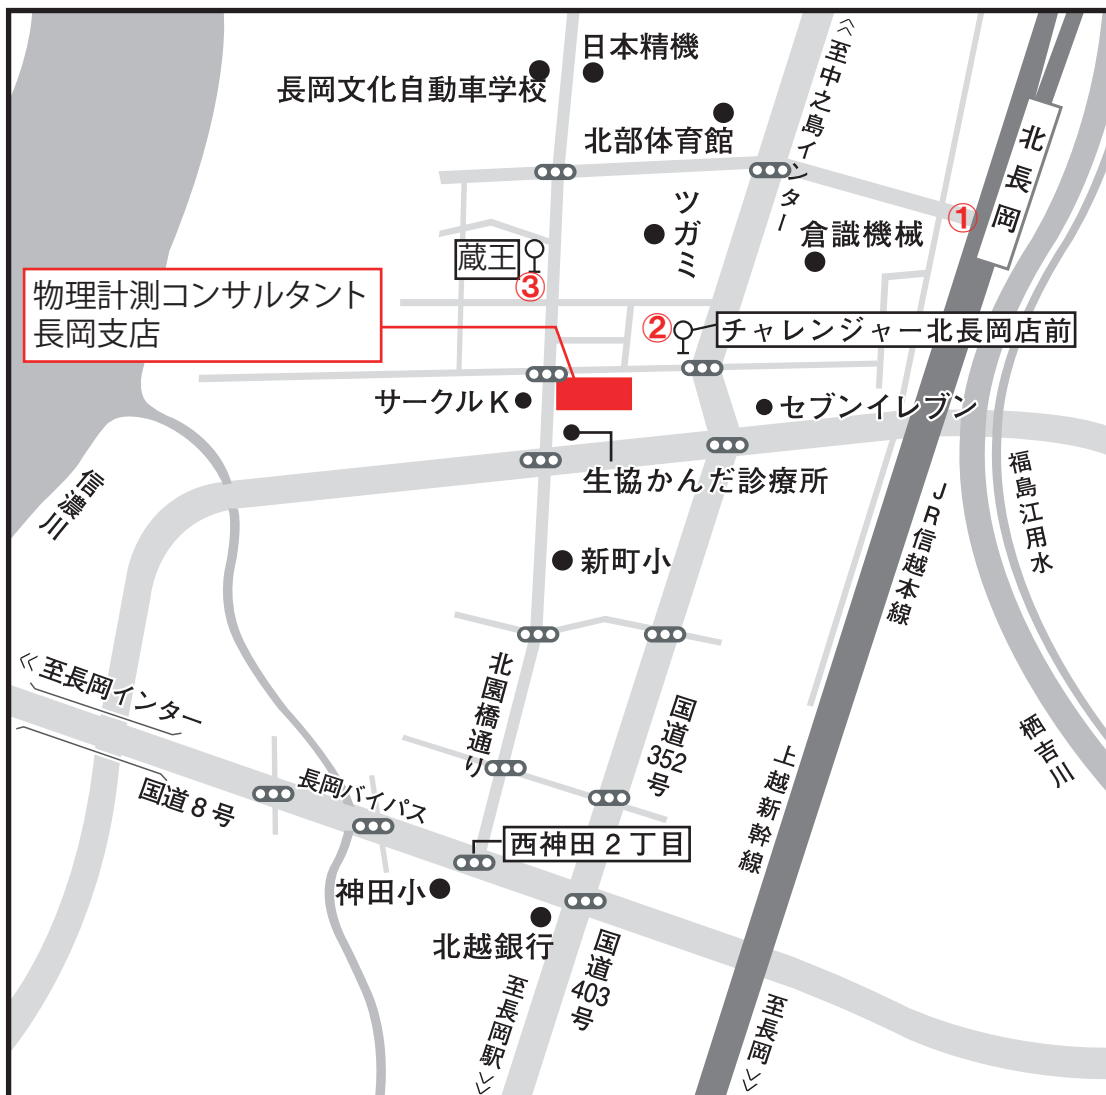 日本精機
長岡文化自動車学校
北部体育館
≪至中之島インター
北長岡
①
ツガミ
倉識機械
蔵王
③
物理計測コンサルタント
長岡支店
②
チャレンジャー北長岡店前
サークルK
セブンイレブン
生協かんだ診療所
信濃川
福島江用水
JR信越本線
新町小
≪至長岡インター
北園橋通り
国道352号
国道8号
長岡バイパス
上越新幹線
栖吉川
西神田2丁目
神田小
北越銀行
国道403号
至長岡駅≫
至長岡≫